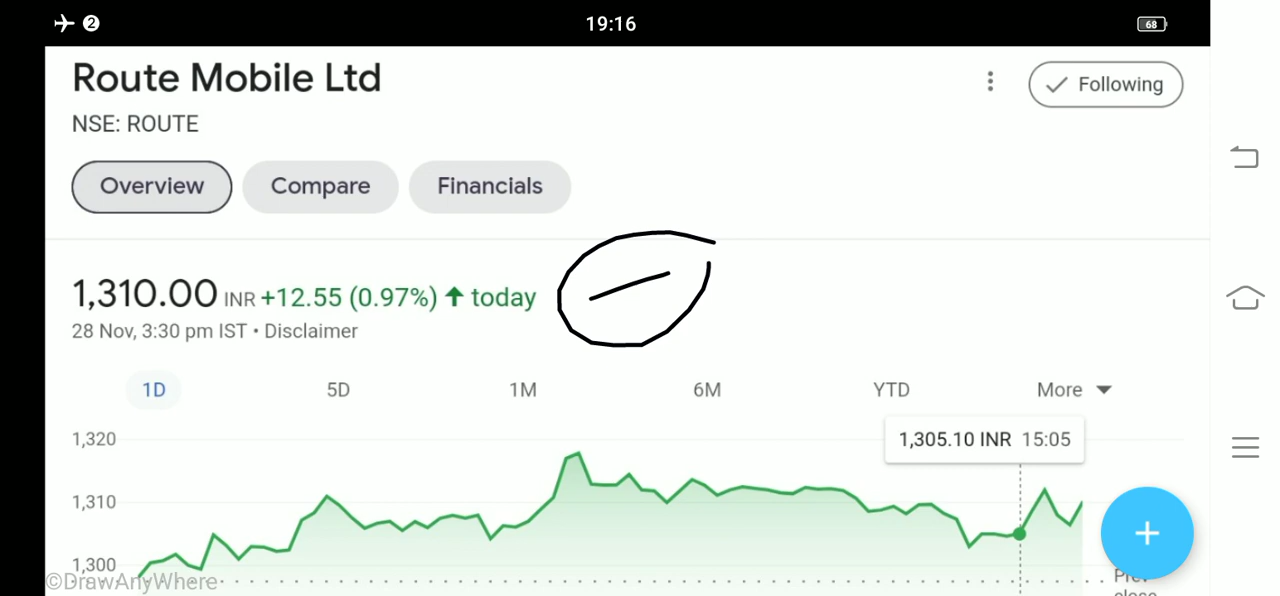 19:16
2
68
Route Mobile Ltd
Following
NSE: ROUTE
Overview Compare Financials
1,310.00 INR +12.55 (0.97%) today
28 Nov, 3:30 pm IST • Disclaimer
1D 5D 1M 6M YTD More
1,305.10 INR 15:05
1,320
1,310
1,300
©DrawAnyWhere
close